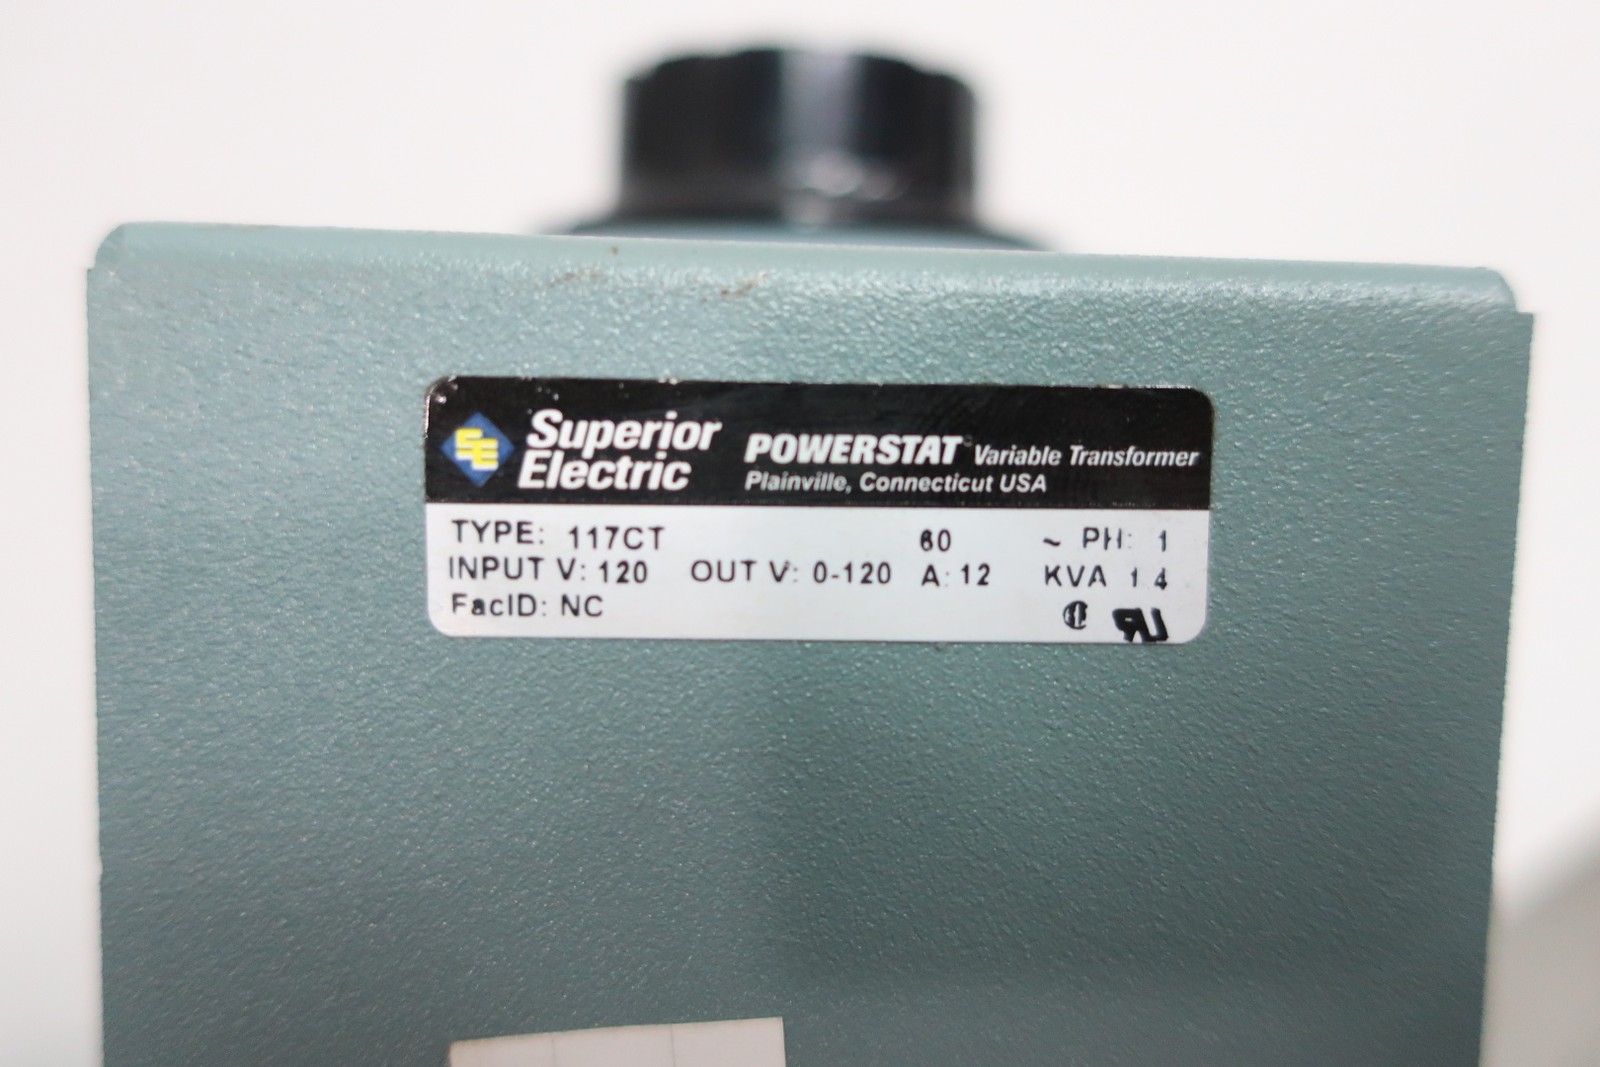 SE Superior Electric
POWERSTAT Variable Transformer
Plainville, Connecticut USA
TYPE: 117CT 60 ~ PH: 1
INPUT V: 120 OUT V: 0-120 A: 12 KVA 1 4
FacID: NC